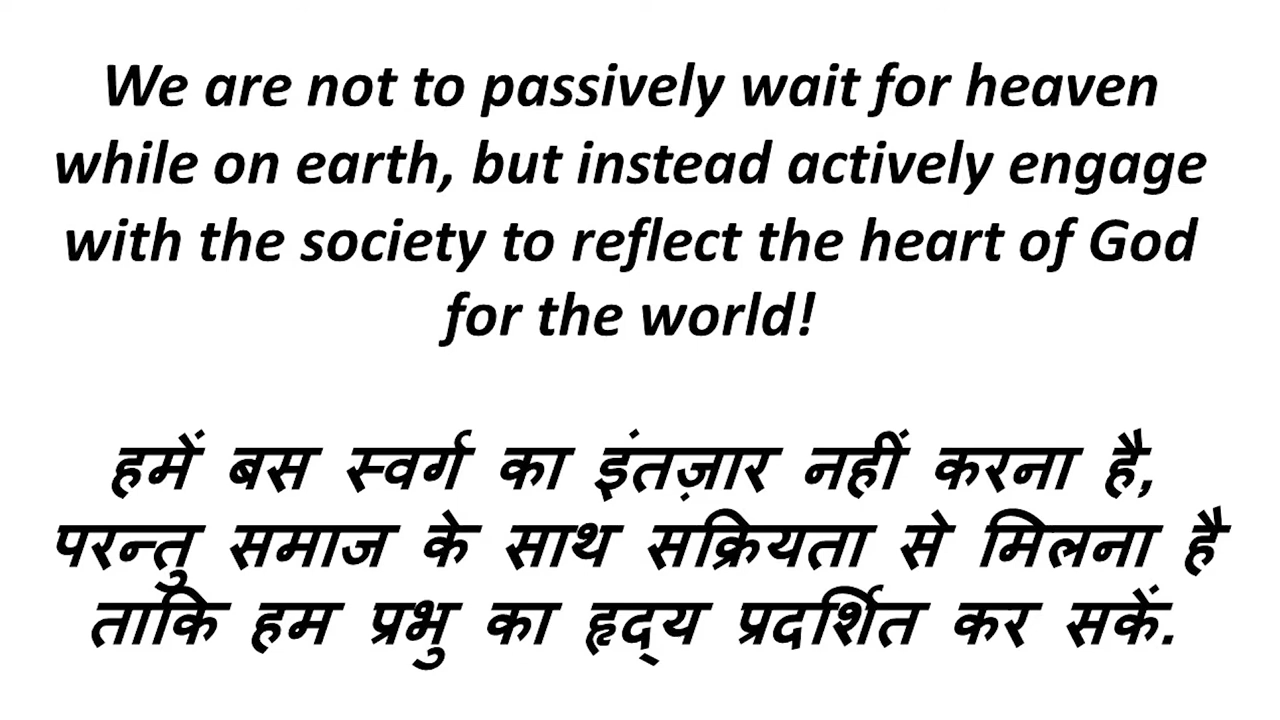 We are not to passively wait for heaven
while on earth, but instead actively engage
with the society to reflect the heart of God
for the world!
हमें बस स्वर्ग का इंतज़ार नहीं करना है,
परन्तु समाज के साथ सक्रियता से मिलना है
ताकि हम प्रभु का हृद्‌य प्रदर्शित कर सकें.